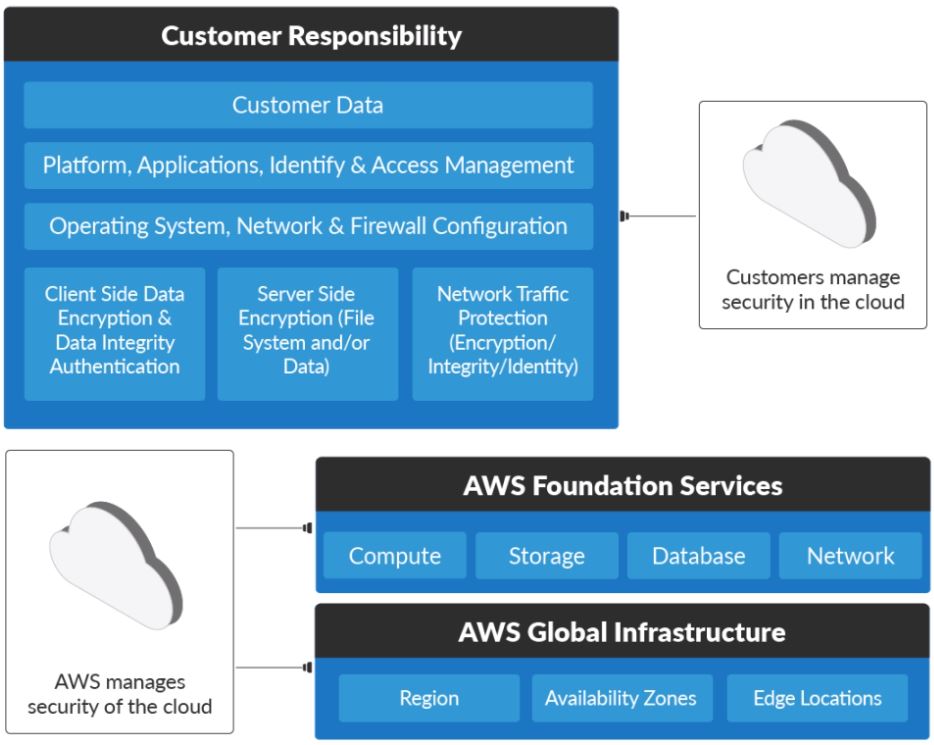 Customer Responsibility
Customer Data
Platform, Applications, Identify & Access Management
Operating System, Network & Firewall Configuration
Client Side Data
Encryption &
Data Integrity
Authentication
Server Side
Encryption (File
System and/or
Data)
Network Traffic
Protection
(Encryption/
Integrity/Identity)
Customers manage
security in the cloud
AWS manages
security of the cloud
AWS Foundation Services
Compute
Storage
Database
Network
AWS Global Infrastructure
Region
Availability Zones
Edge Locations